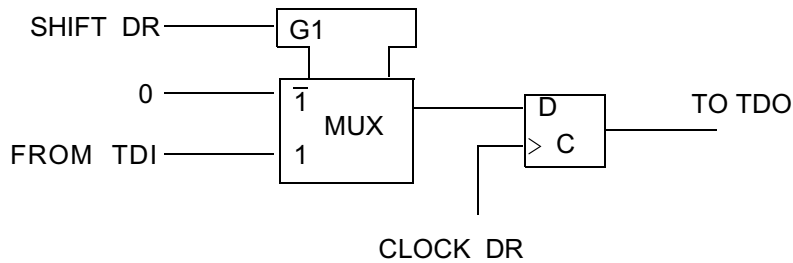 SHIFT DR
G1
0
1̅
MUX
FROM TDI
1
D
C
TO TDO
CLOCK DR